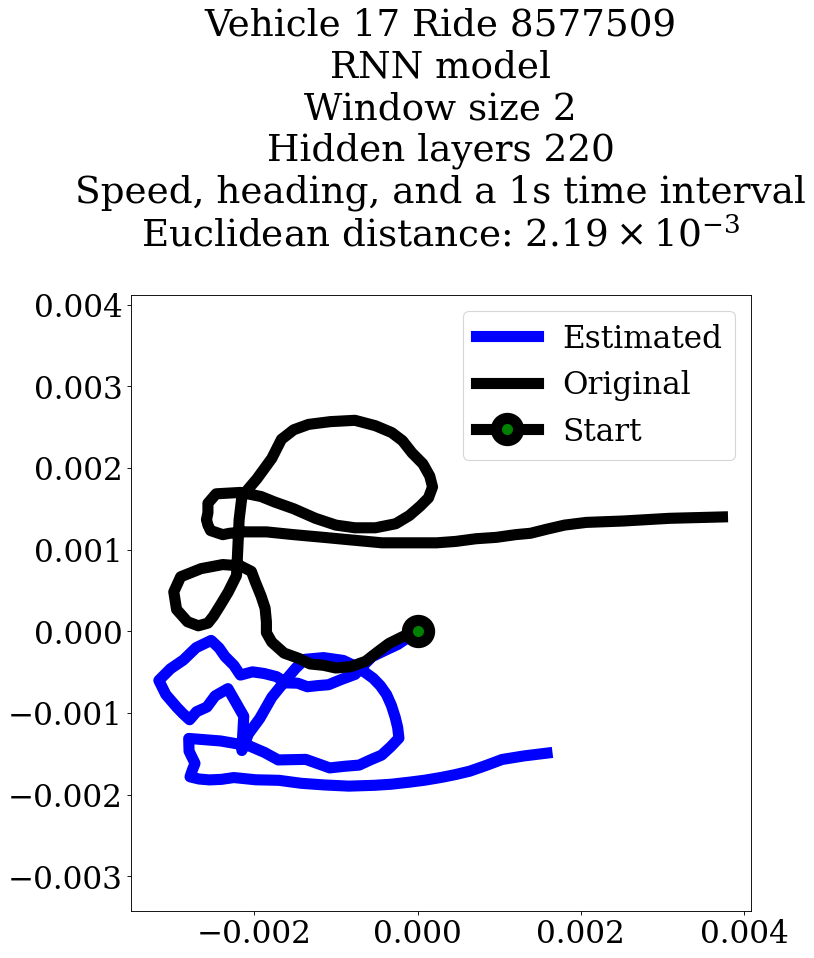 Vehicle 17 Ride 8577509
RNN model
Window size 2
Hidden layers 220
Speed, heading, and a 1s time interval
Euclidean distance: 2.19 × 10⁻³
0.004
0.003
0.002
0.001
0.000
−0.001
−0.002
−0.003
Estimated
Original
Start
−0.002 0.000 0.002 0.004